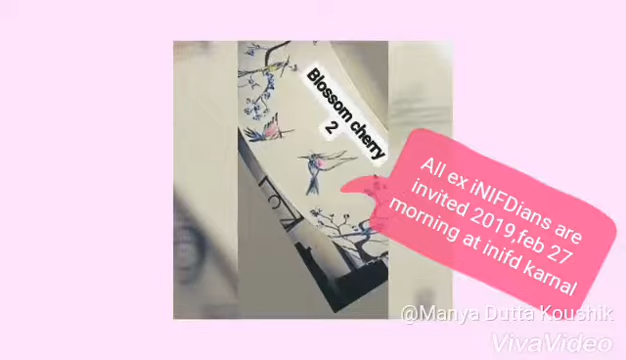 Blossom cherry
2
All ex iNIFDians are
invited 2019,feb 27
morning at inifd karnal
@Manya Dutta Koushik
VivaVideo